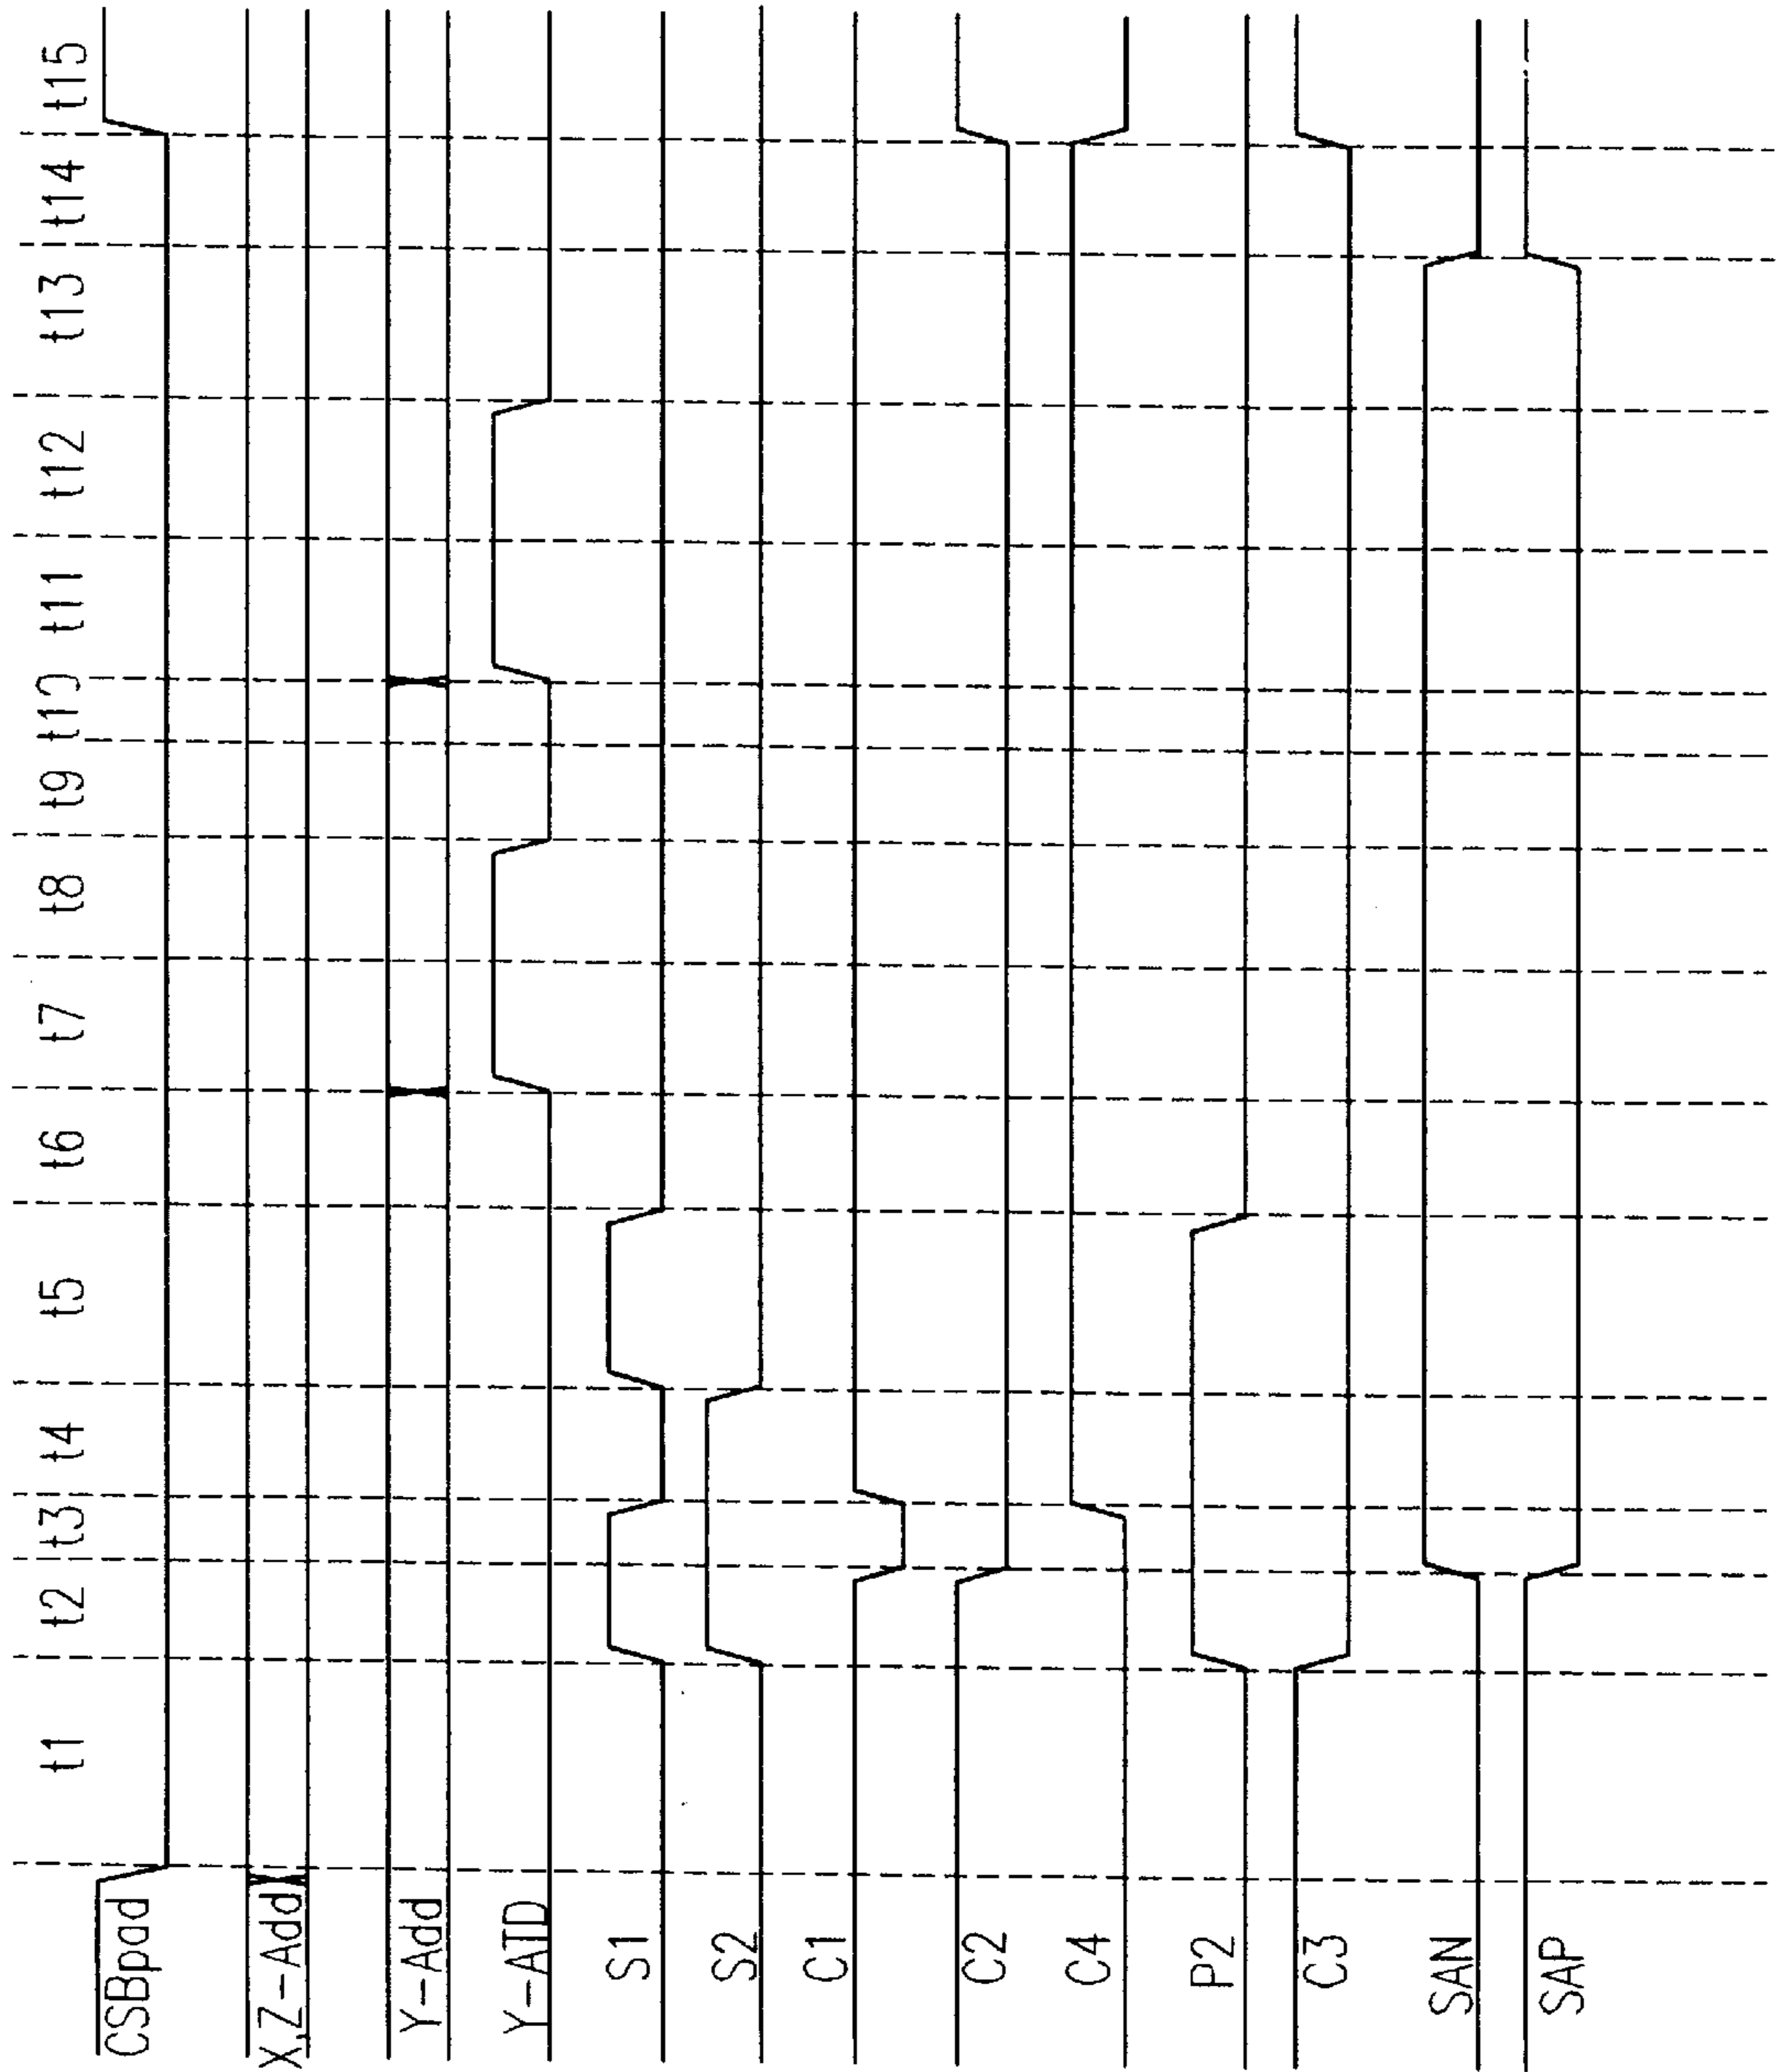 t1 t2 t3 t4 t5 t6 t7 t8 t9 t10 t11 t12 t13 t14 t15
CSBpad
X,Z-Add
Y-Add
Y-ATD
S1
S2
C1
C2
C4
P2
C3
SAN
SAP